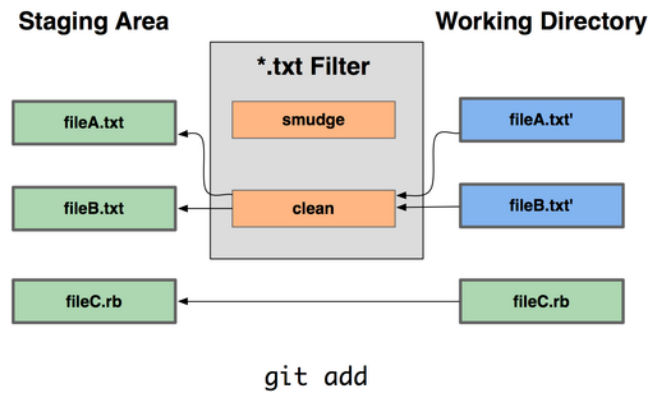 Staging Area
Working Directory
*.txt Filter
fileA.txt
smudge
fileA.txt'
fileB.txt
clean
fileB.txt'
fileC.rb
fileC.rb
git add